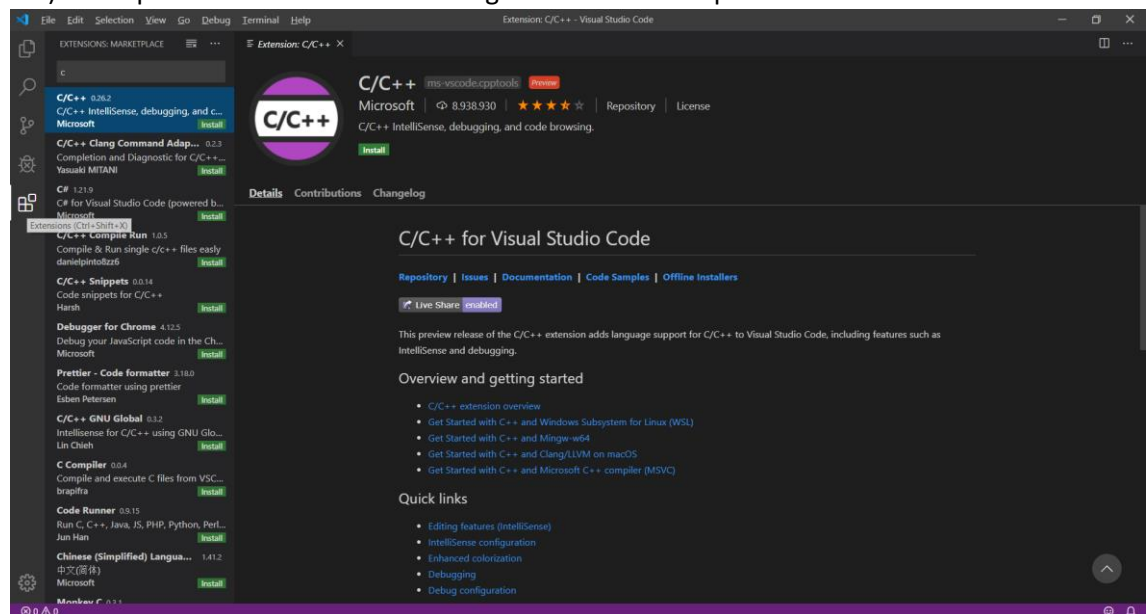 File Edit Selection View Go Debug Terminal Help
Extension: C/C++ - Visual Studio Code
EXTENSIONS: MARKETPLACE
c
C/C++ 0.26.2
C/C++ IntelliSense, debugging, and c...
Microsoft Install
C/C++ Clang Command Adap... 0.2.3
Completion and Diagnostic for C/C++...
Yasuaki MITANI Install
C# 1.21.9
C# for Visual Studio Code (powered b...
Microsoft Install
Extensions (Ctrl+Shift+X)
C/C++ Compile Run 1.0.5
Compile & Run single c/c++ files easly
danielpinto8zz6 Install
C/C++ Snippets 0.0.14
Code snippets for C/C++
Harsh Install
Debugger for Chrome 4.12.5
Debug your JavaScript code in the Ch...
Microsoft Install
Prettier - Code formatter 3.18.0
Code formatter using prettier
Esben Petersen Install
C/C++ GNU Global 0.3.2
Intellisense for C/C++ using GNU Glo...
Lin Chieh Install
C Compiler 0.0.4
Compile and execute C files from VSC...
brapifra Install
Code Runner 0.9.15
Run C, C++, Java, JS, PHP, Python, Perl...
Jun Han Install
Chinese (Simplified) Langua... 1.41.2
中文(简体)
Microsoft Install
Monkey C
0 0
Extension: C/C++
C/C++
C/C++ ms-vscode.cpptools Preview
Microsoft 8.938.930 Repository License
C/C++ IntelliSense, debugging, and code browsing.
Install
Details Contributions Changelog
C/C++ for Visual Studio Code
Repository | Issues | Documentation | Code Samples | Offline Installers
Live Share enabled
This preview release of the C/C++ extension adds language support for C/C++ to Visual Studio Code, including features such as
IntelliSense and debugging.
Overview and getting started
C/C++ extension overview
Get Started with C++ and Windows Subsystem for Linux (WSL)
Get Started with C++ and Mingw-w64
Get Started with C++ and Clang/LLVM on macOS
Get Started with C++ and Microsoft C++ compiler (MSVC)
Quick links
Editing features (IntelliSense)
IntelliSense configuration
Enhanced colorization
Debugging
Debug configuration